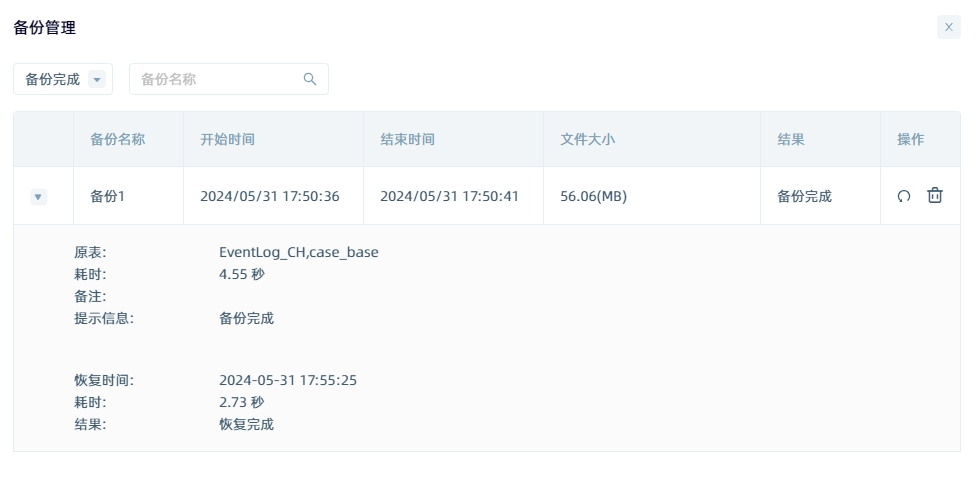 备份管理
备份完成 备份名称
备份名称 开始时间 结束时间 文件大小 结果 操作
备份1 2024/05/31 17:50:36 2024/05/31 17:50:41 56.06(MB) 备份完成
原表: EventLog_CH,case_base
耗时: 4.55 秒
备注:
提示信息: 备份完成
恢复时间: 2024-05-31 17:55:25
耗时: 2.73 秒
结果: 恢复完成